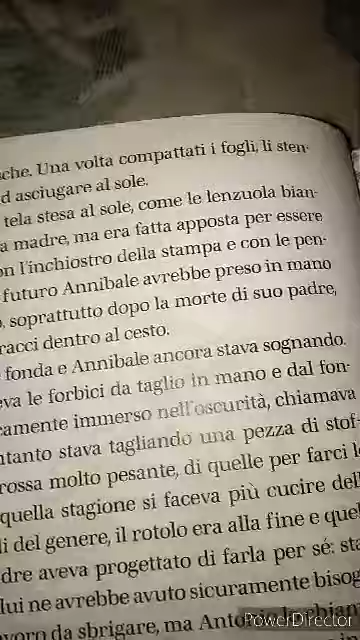 sche. Una volta compattati i fogli, li sten-
d asciugare al sole.
tela stesa al sole, come le lenzuola bian-
a madre, ma era fatta apposta per essere
on l'inchiostro della stampa e con le pen-
futuro Annibale avrebbe preso in mano
, soprattutto dopo la morte di suo padre,
racci dentro al cesto.
fonda e Annibale ancora stava sognando.
eva le forbici da taglio in mano e dal fon-
camente immerso nell'oscurità, chiamava
ntanto stava tagliando una pezza di stof-
rossa molto pesante, di quelle per farci l
quella stagione si faceva più cucire del
li del genere, il rotolo era alla fine e quel
dre aveva progettato di farla per sé: sta
lui ne avrebbe avuto sicuramente bisog
voro da sbrigare, ma
PowerDirector